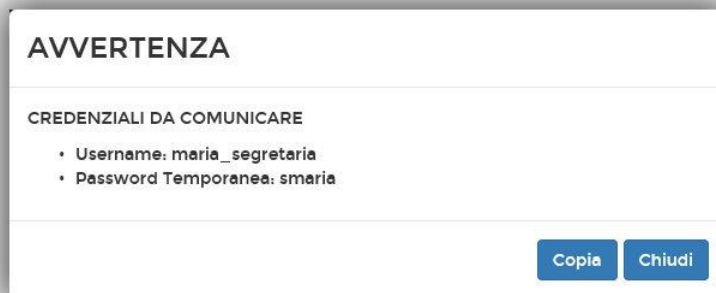 AVVERTENZA
CREDENZIALI DA COMUNICARE
• Username: maria_segretaria
• Password Temporanea: smaria
Copia Chiudi